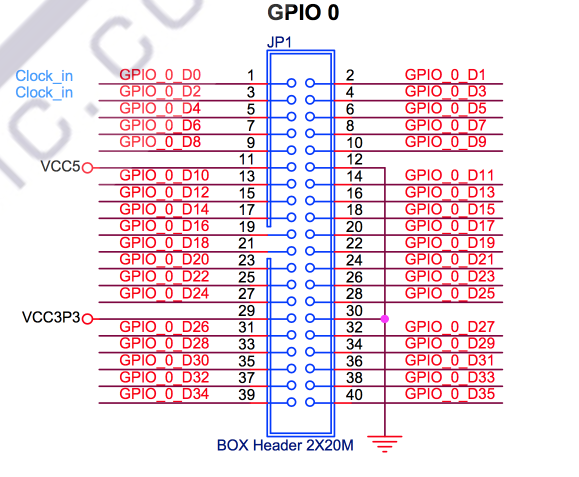 GPIO 0
JP1
Clock_in GPIO_0_D0 1 2 GPIO_0_D1
Clock_in GPIO_0_D2 3 4 GPIO_0_D3
GPIO_0_D4 5 6 GPIO_0_D5
GPIO_0_D6 7 8 GPIO_0_D7
GPIO_0_D8 9 10 GPIO_0_D9
VCC5 11 12
GPIO_0_D10 13 14 GPIO_0_D11
GPIO_0_D12 15 16 GPIO_0_D13
GPIO_0_D14 17 18 GPIO_0_D15
GPIO_0_D16 19 20 GPIO_0_D17
GPIO_0_D18 21 22 GPIO_0_D19
GPIO_0_D20 23 24 GPIO_0_D21
GPIO_0_D22 25 26 GPIO_0_D23
GPIO_0_D24 27 28 GPIO_0_D25
VCC3P3 29 30
GPIO_0_D26 31 32 GPIO_0_D27
GPIO_0_D28 33 34 GPIO_0_D29
GPIO_0_D30 35 36 GPIO_0_D31
GPIO_0_D32 37 38 GPIO_0_D33
GPIO_0_D34 39 40 GPIO_0_D35
BOX Header 2X20M